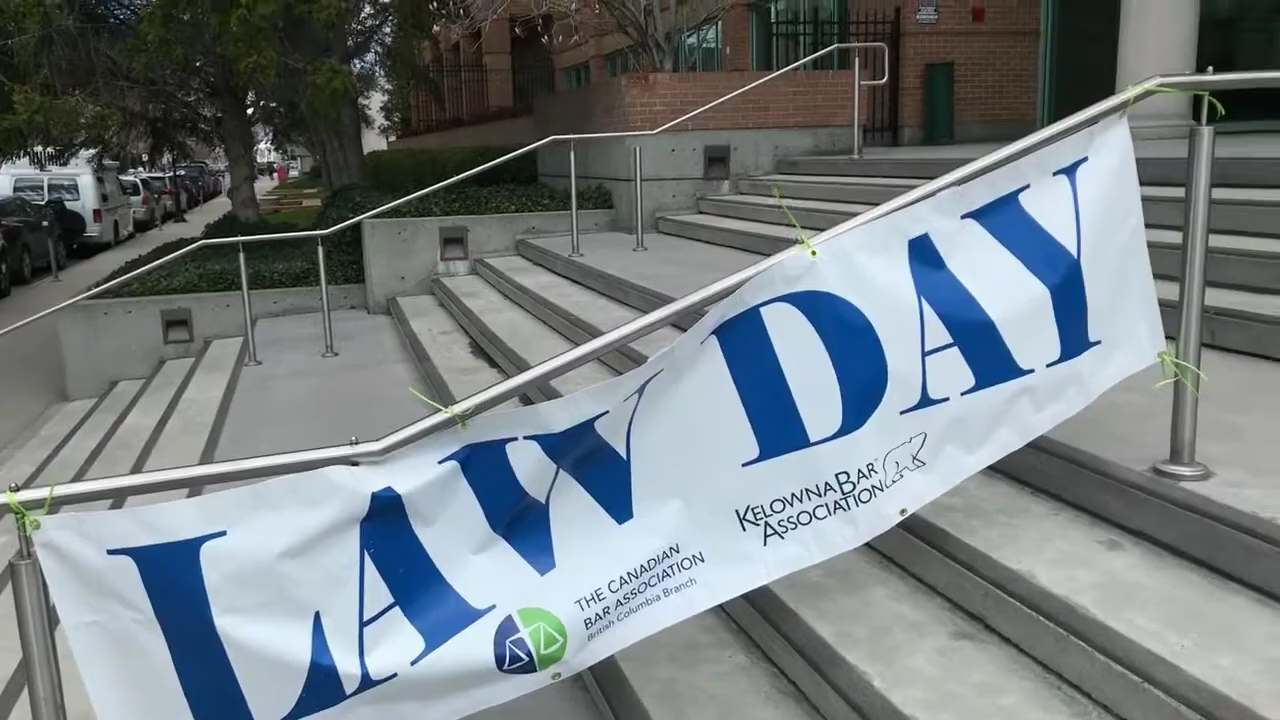 LAW DAY
THE CANADIAN
BAR ASSOCIATION
British Columbia Branch
KELOWNA BAR
ASSOCIATION